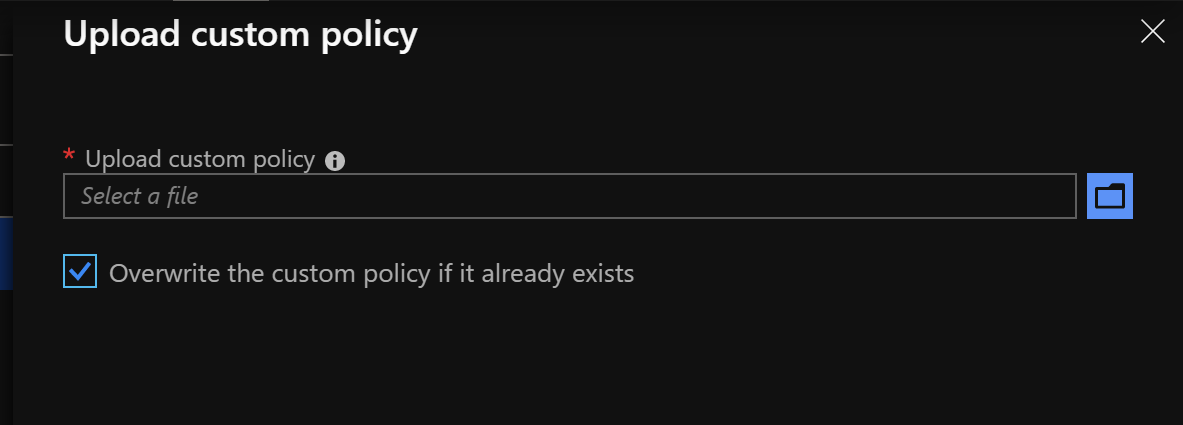 Upload custom policy
* Upload custom policy
Select a file
Overwrite the custom policy if it already exists